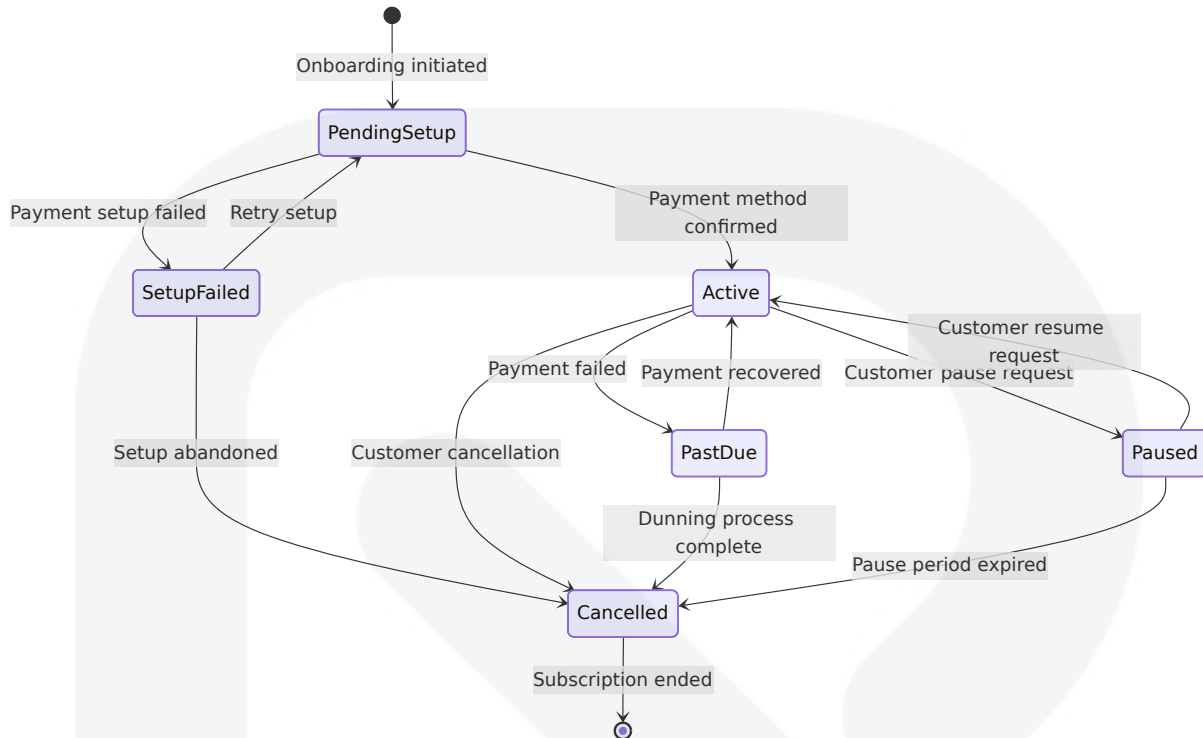 Onboarding initiated
PendingSetup
Payment setup failed
Retry setup
Payment method
confirmed
SetupFailed
Active
Customer resume
request
Payment failed
Payment recovered
Customer pause request
Setup abandoned
Customer cancellation
PastDue
Paused
Dunning process
complete
Pause period expired
Cancelled
Subscription ended